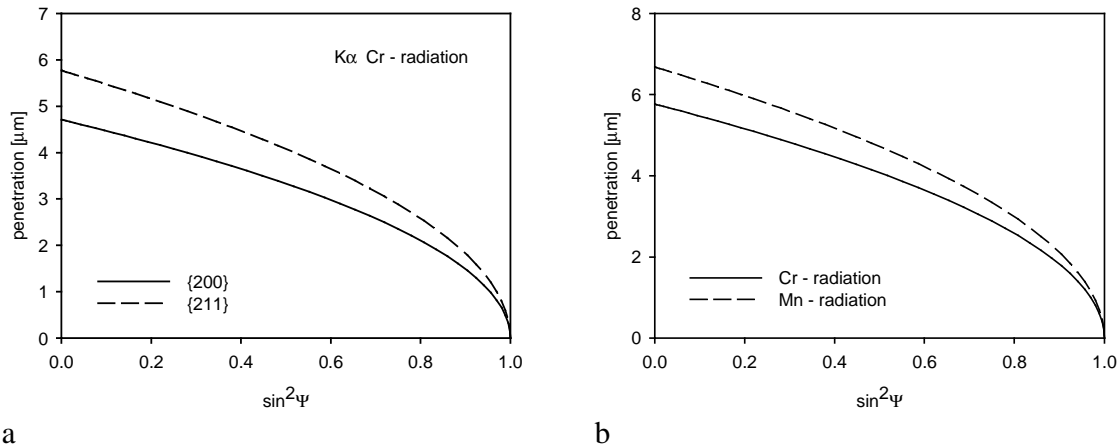 7
6
5
4
3
2
1
0
penetration [μm]
Kα Cr - radiation
{200}
{211}
0.0 0.2 0.4 0.6 0.8 1.0
sin²Ψ
a
8
6
4
2
0
penetration [μm]
Cr - radiation
Mn - radiation
0.0 0.2 0.4 0.6 0.8 1.0
sin²Ψ
b